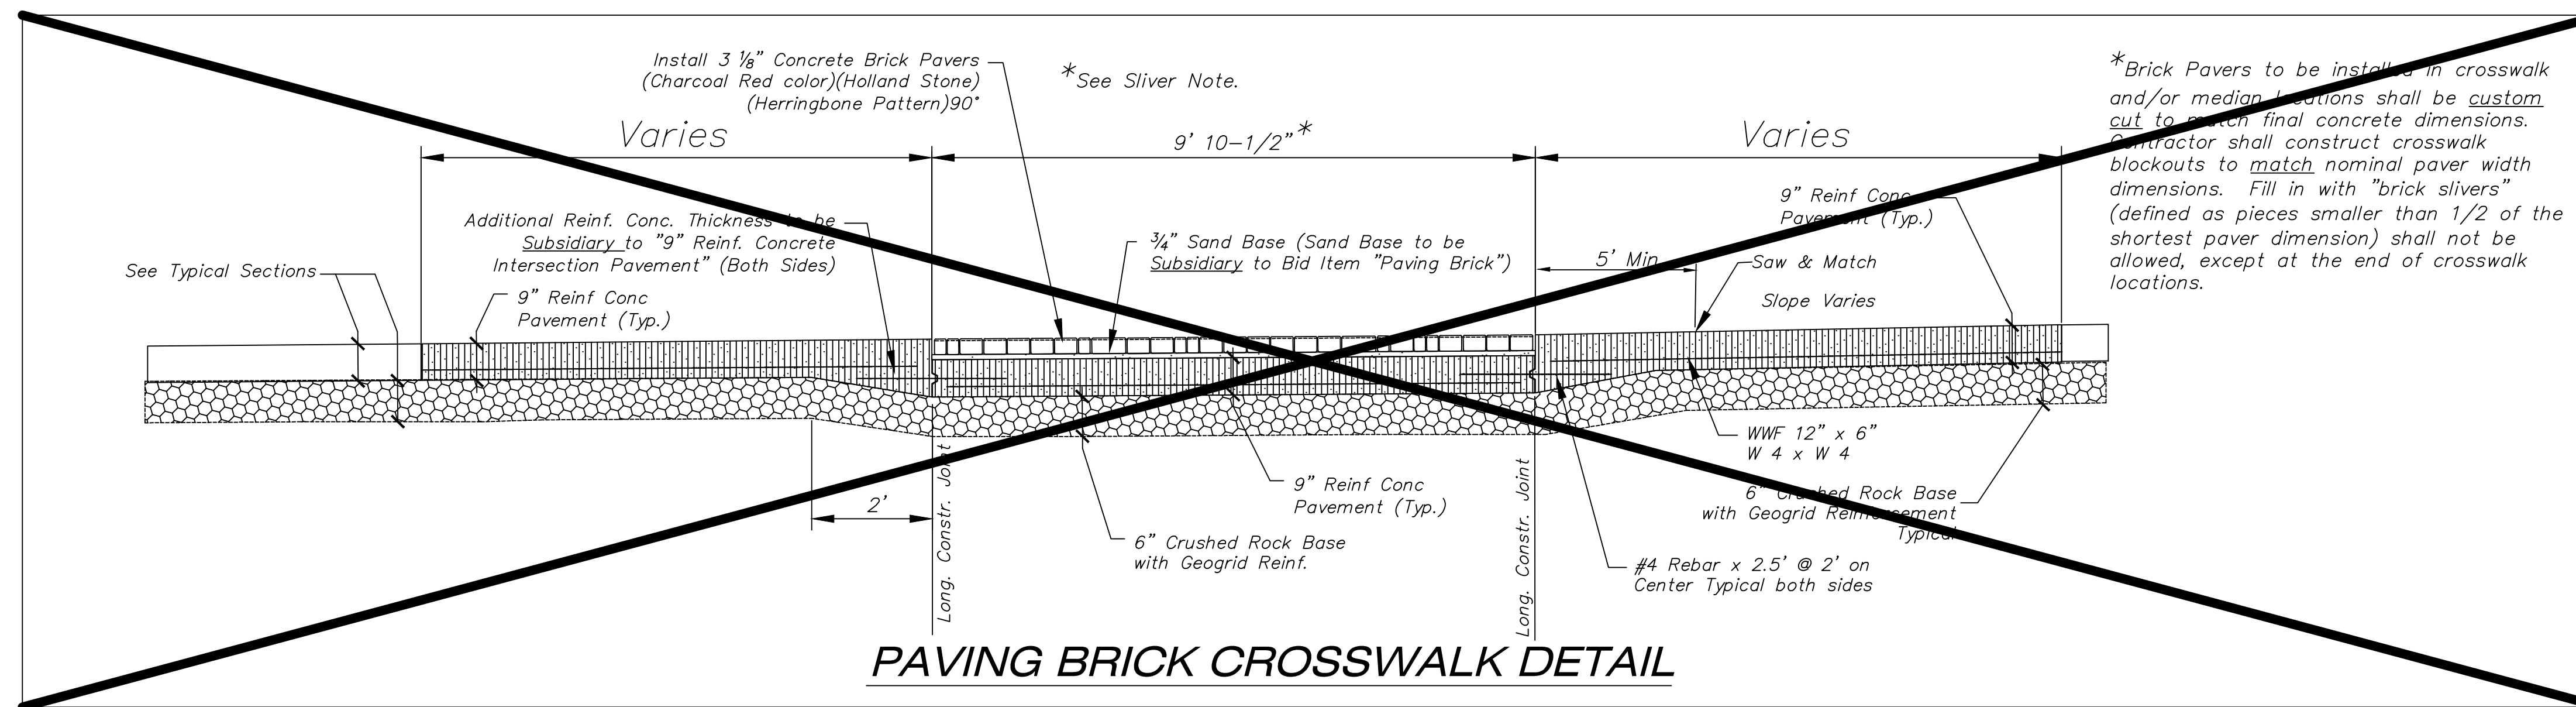 Install 3 ⅛" Concrete Brick Pavers
(Charcoal Red color)(Holland Stone)
(Herringbone Pattern)90°
*See Sliver Note.
*Brick Pavers to be installed in crosswalk
and/or median locations shall be custom
cut to match final concrete dimensions.
Contractor shall construct crosswalk
blockouts to match nominal paver width
dimensions. Fill in with "brick slivers"
(defined as pieces smaller than 1/2 of the
shortest paver dimension) shall not be
allowed, except at the end of crosswalk
locations.
Varies
9' 10-1/2"*
Varies
Additional Reinf. Conc. Thickness to be
Subsidiary to "9" Reinf. Concrete
Intersection Pavement" (Both Sides)
¾" Sand Base (Sand Base to be
Subsidiary to Bid Item "Paving Brick")
9" Reinf Conc
Pavement (Typ.)
5' Min
Saw & Match
Slope Varies
See Typical Sections
9" Reinf Conc
Pavement (Typ.)
WWF 12" x 6"
W 4 x W 4
2'
Long. Constr. Joint
9" Reinf Conc
Pavement (Typ.)
Long. Constr. Joint
6" Crushed Rock Base
with Geogrid Reinforcement
Typical
6" Crushed Rock Base
with Geogrid Reinf.
#4 Rebar x 2.5' @ 2' on
Center Typical both sides
PAVING BRICK CROSSWALK DETAIL